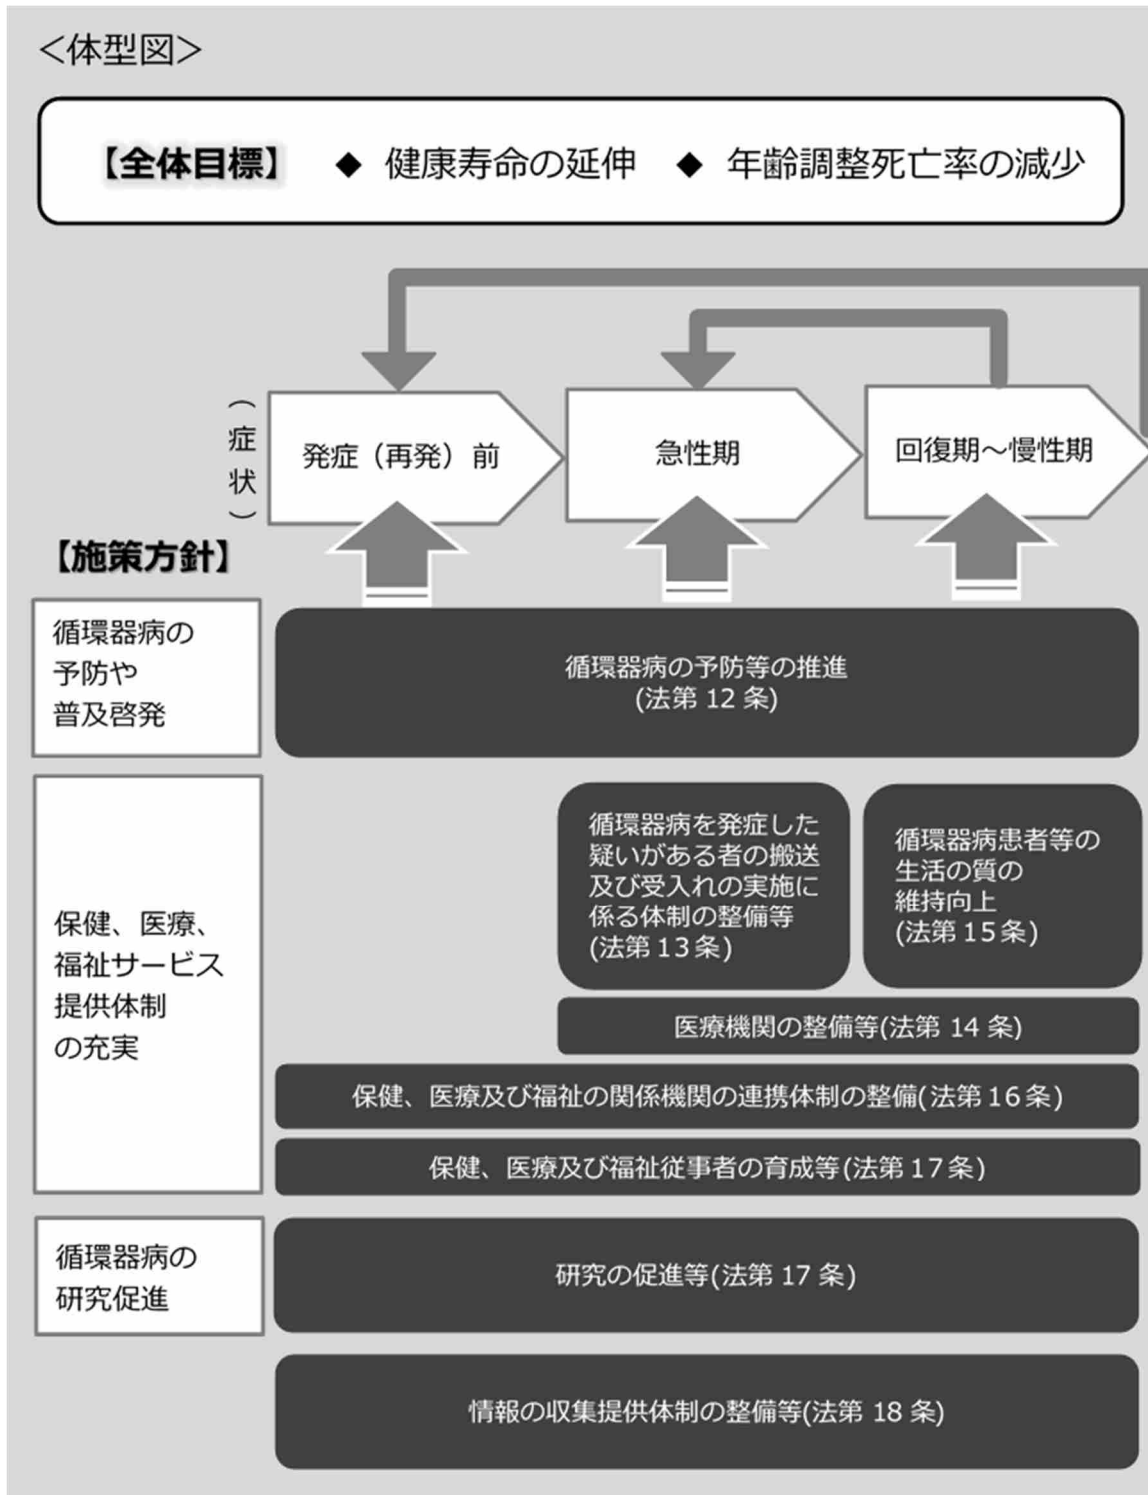 ＜体型図＞
【全体目標】 ◆ 健康寿命の延伸 ◆ 年齢調整死亡率の減少
（症状）
発症（再発）前
急性期
回復期～慢性期
【施策方針】
循環器病の
予防や
普及啓発
循環器病の予防等の推進
(法第 12 条)
保健、医療、
福祉サービス
提供体制
の充実
循環器病を発症した
疑いがある者の搬送
及び受入れの実施に
係る体制の整備等
(法第 13 条)
循環器病患者等の
生活の質の
維持向上
(法第 15 条)
医療機関の整備等(法第 14 条)
保健、医療及び福祉の関係機関の連携体制の整備(法第 16 条)
保健、医療及び福祉従事者の育成等(法第 17 条)
循環器病の
研究促進
研究の促進等(法第 17 条)
情報の収集提供体制の整備等(法第 18 条)